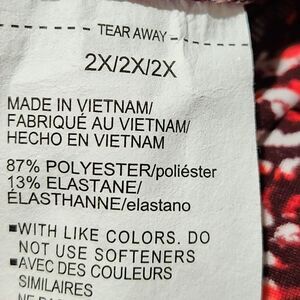 TEAR AWAY
2X/2X/2X
MADE IN VIETNAM/
FABRIQUÉ AU VIETNAM/
HECHO EN VIETNAM
87% POLYESTER/poliéster
13% ELASTANE/
ÉLASTHANNE/elastano
▪WITH LIKE COLORS. DO
NOT USE SOFTENERS
▪AVEC DES COULEURS
SIMILAIRES